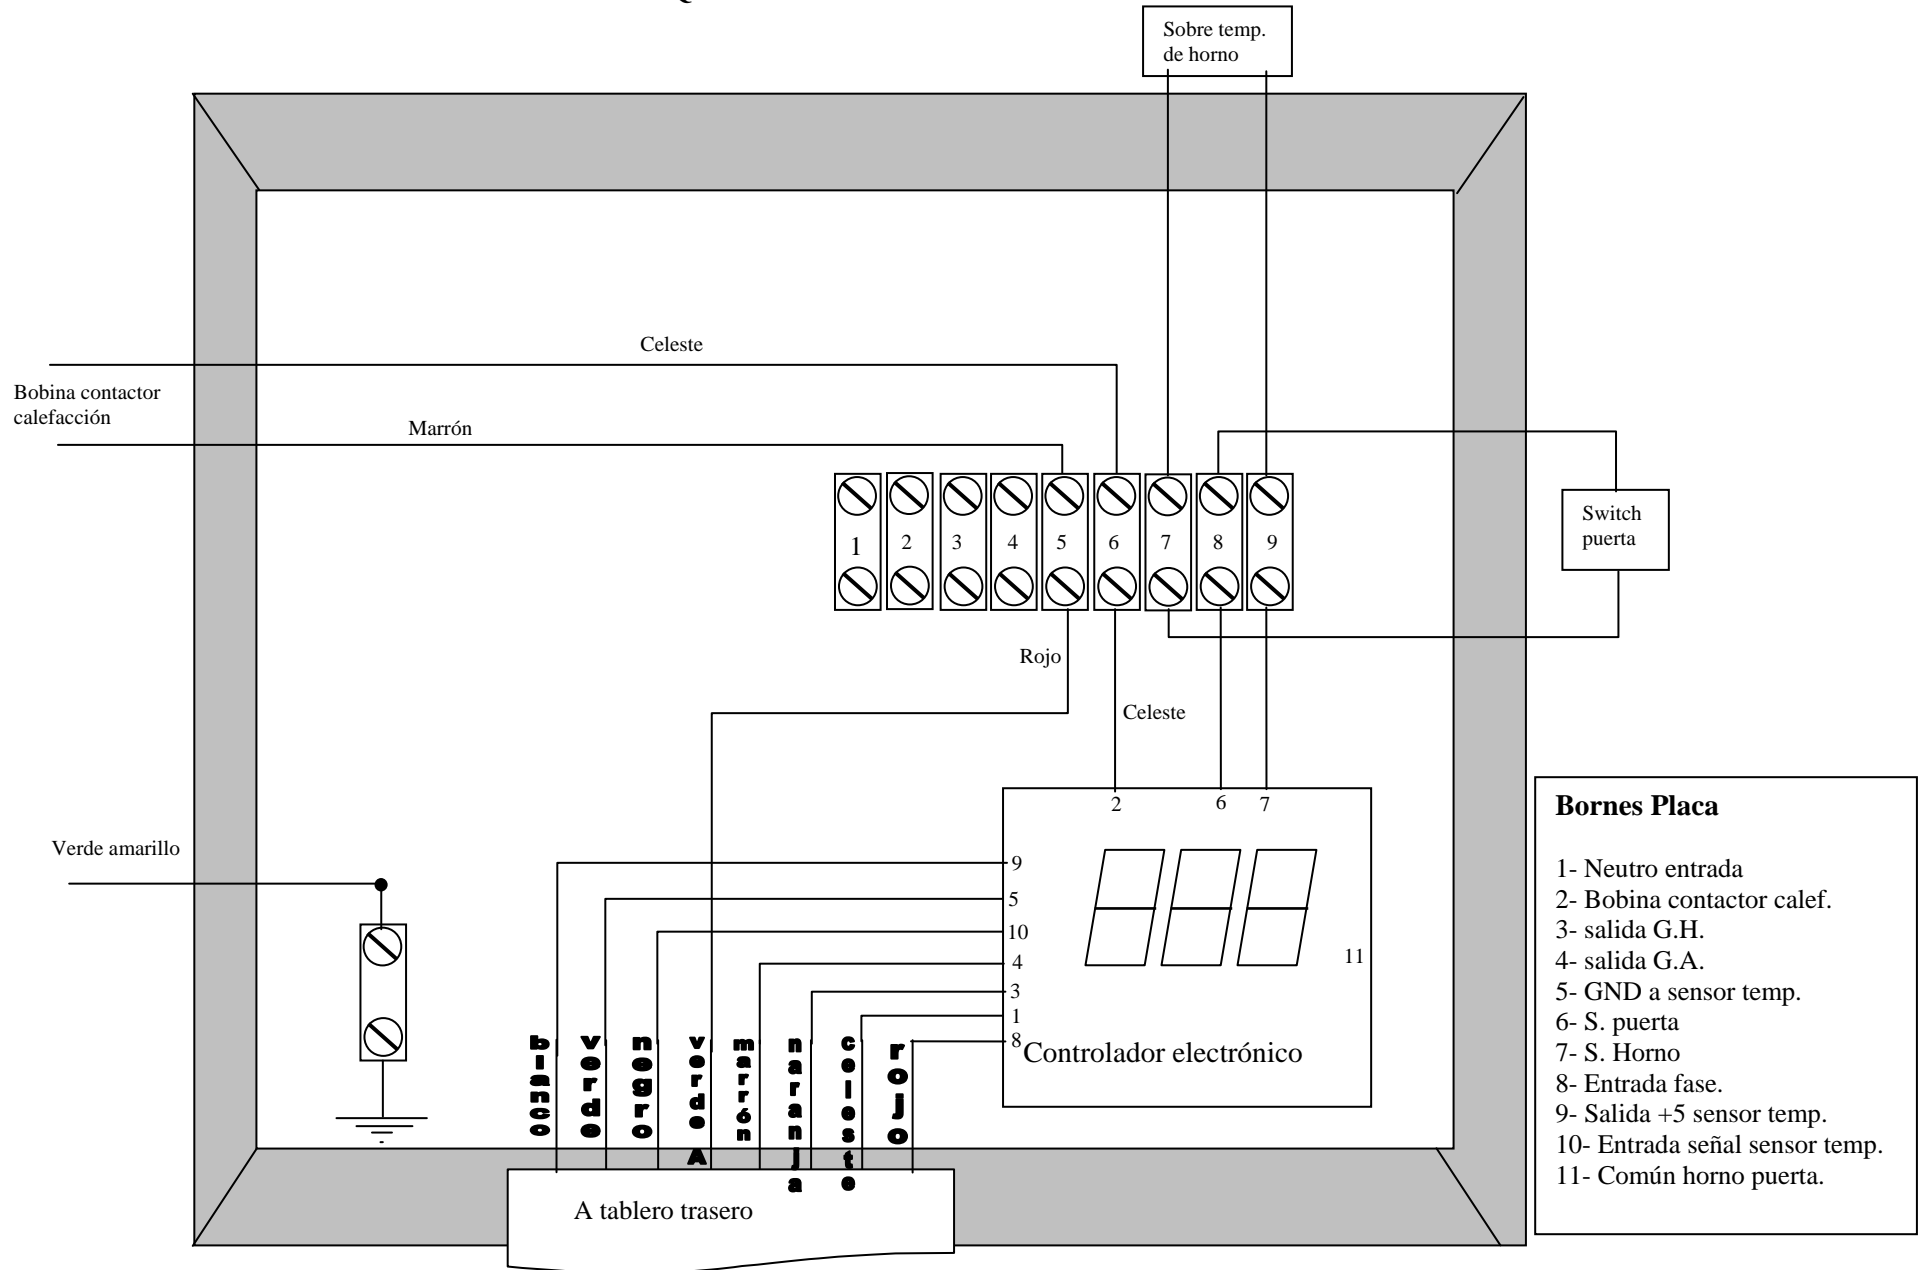 Sobre temp.
de horno
Celeste
Bobina contactor
calefacción
Marrón
Switch
puerta
1 2 3 4 5 6 7 8 9
Rojo
Celeste
2 6 7
Verde amarillo
9
5
10
4
3
1
8
11
Controlador electrónico
blanco
verde
negro
verde A
marrón
naranja
celeste
rojo
A tablero trasero
Bornes Placa
1- Neutro entrada
2- Bobina contactor calef.
3- salida G.H.
4- salida G.A.
5- GND a sensor temp.
6- S. puerta
7- S. Horno
8- Entrada fase.
9- Salida +5 sensor temp.
10- Entrada señal sensor temp.
11- Común horno puerta.